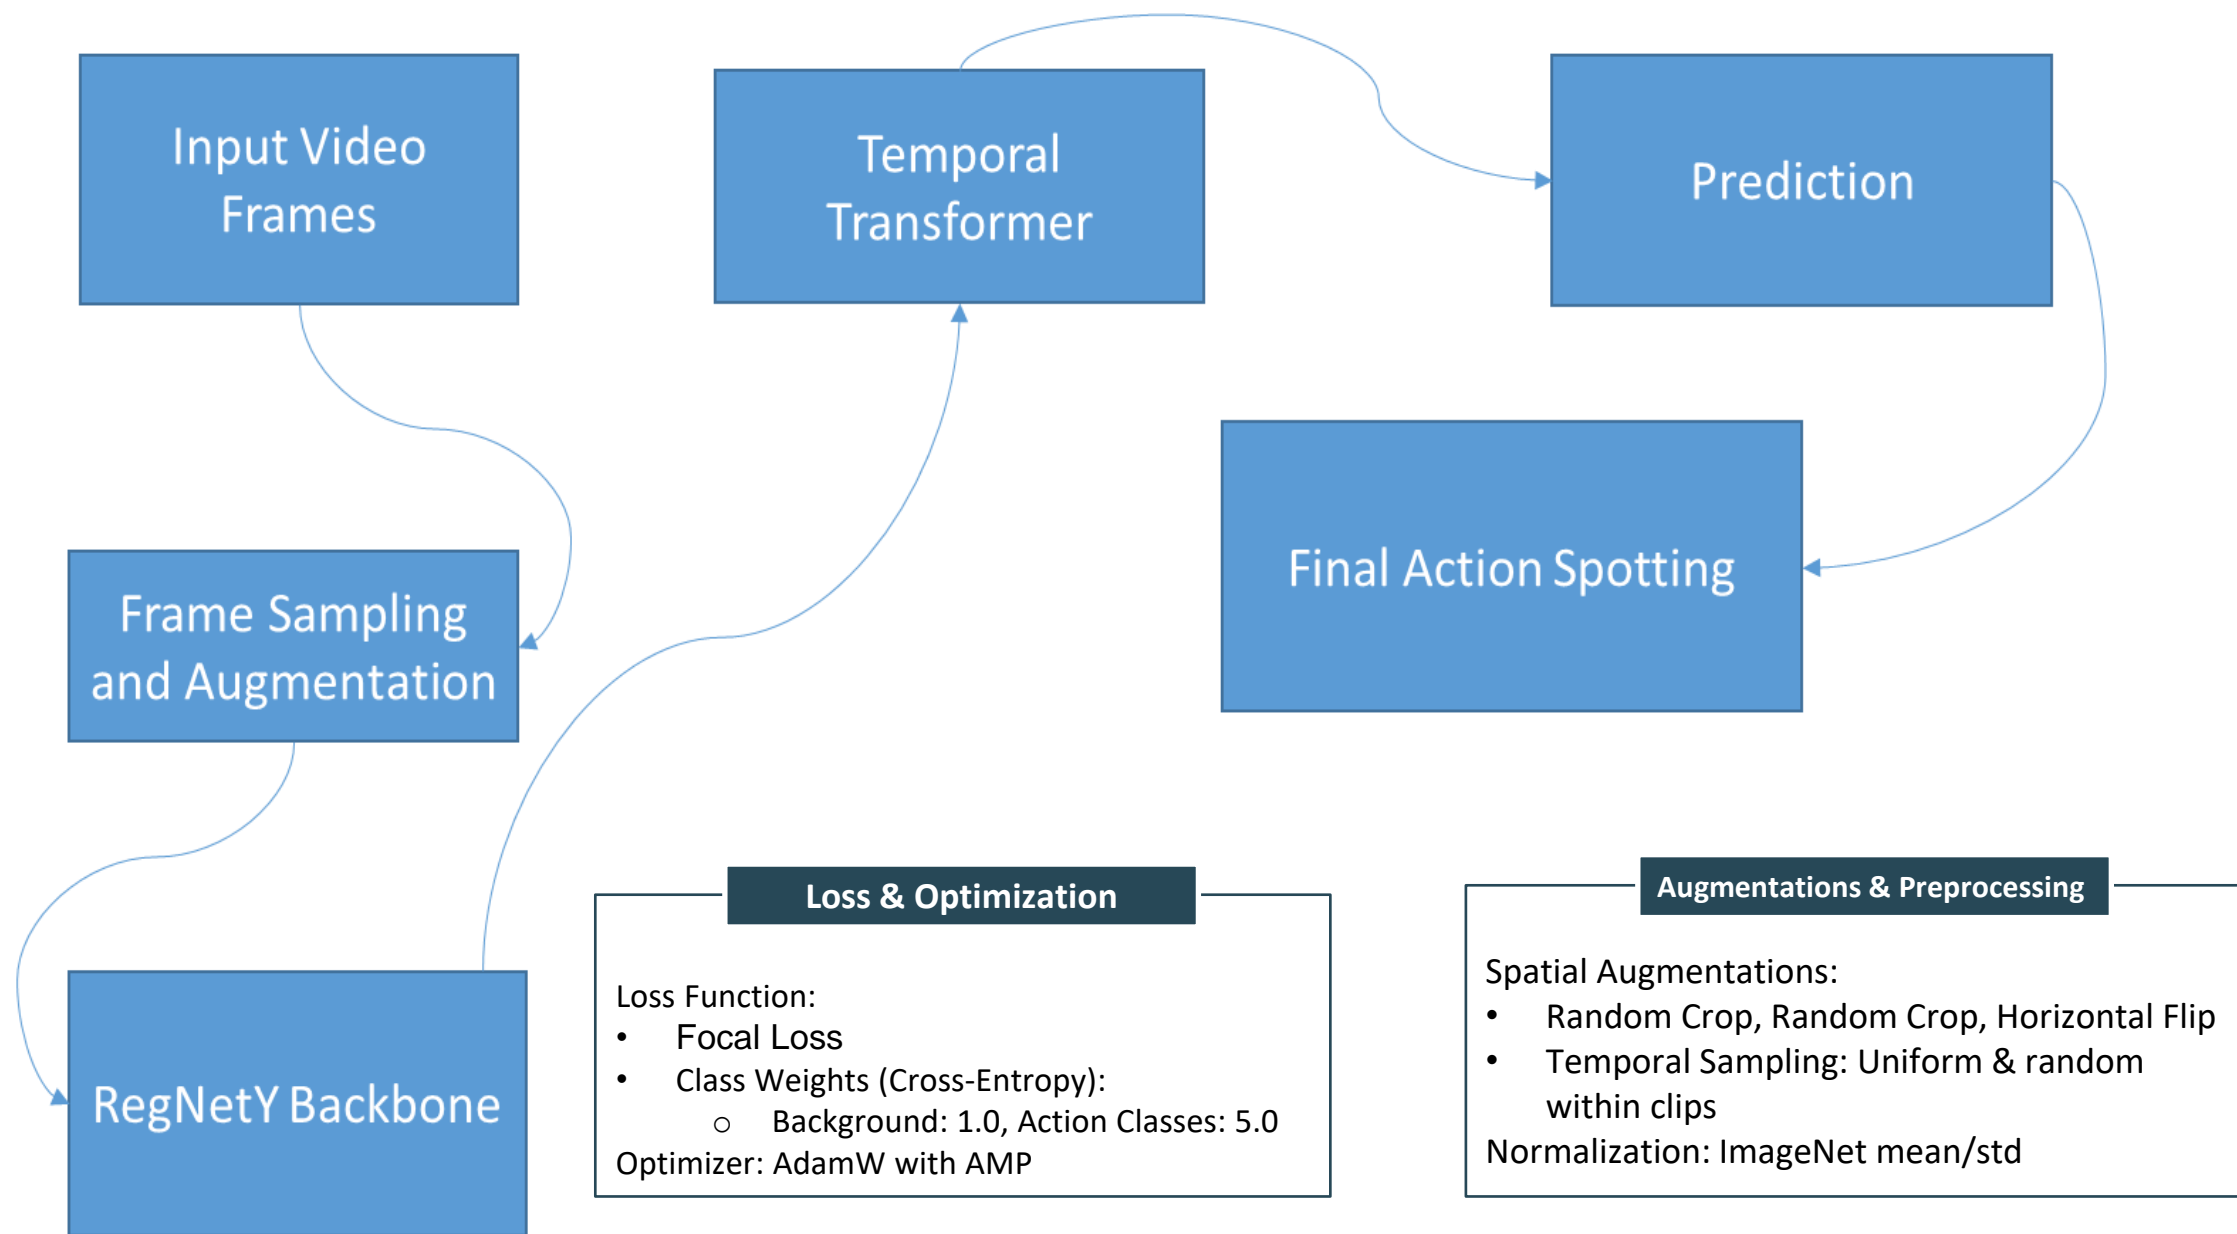 Input Video
Frames
Frame Sampling
and Augmentation
RegNetY Backbone
Temporal
Transformer
Prediction
Final Action Spotting
Loss & Optimization
Loss Function:
• Focal Loss
• Class Weights (Cross-Entropy):
o Background: 1.0, Action Classes: 5.0
Optimizer: AdamW with AMP
Augmentations & Preprocessing
Spatial Augmentations:
• Random Crop, Random Crop, Horizontal Flip
• Temporal Sampling: Uniform & random
within clips
Normalization: ImageNet mean/std